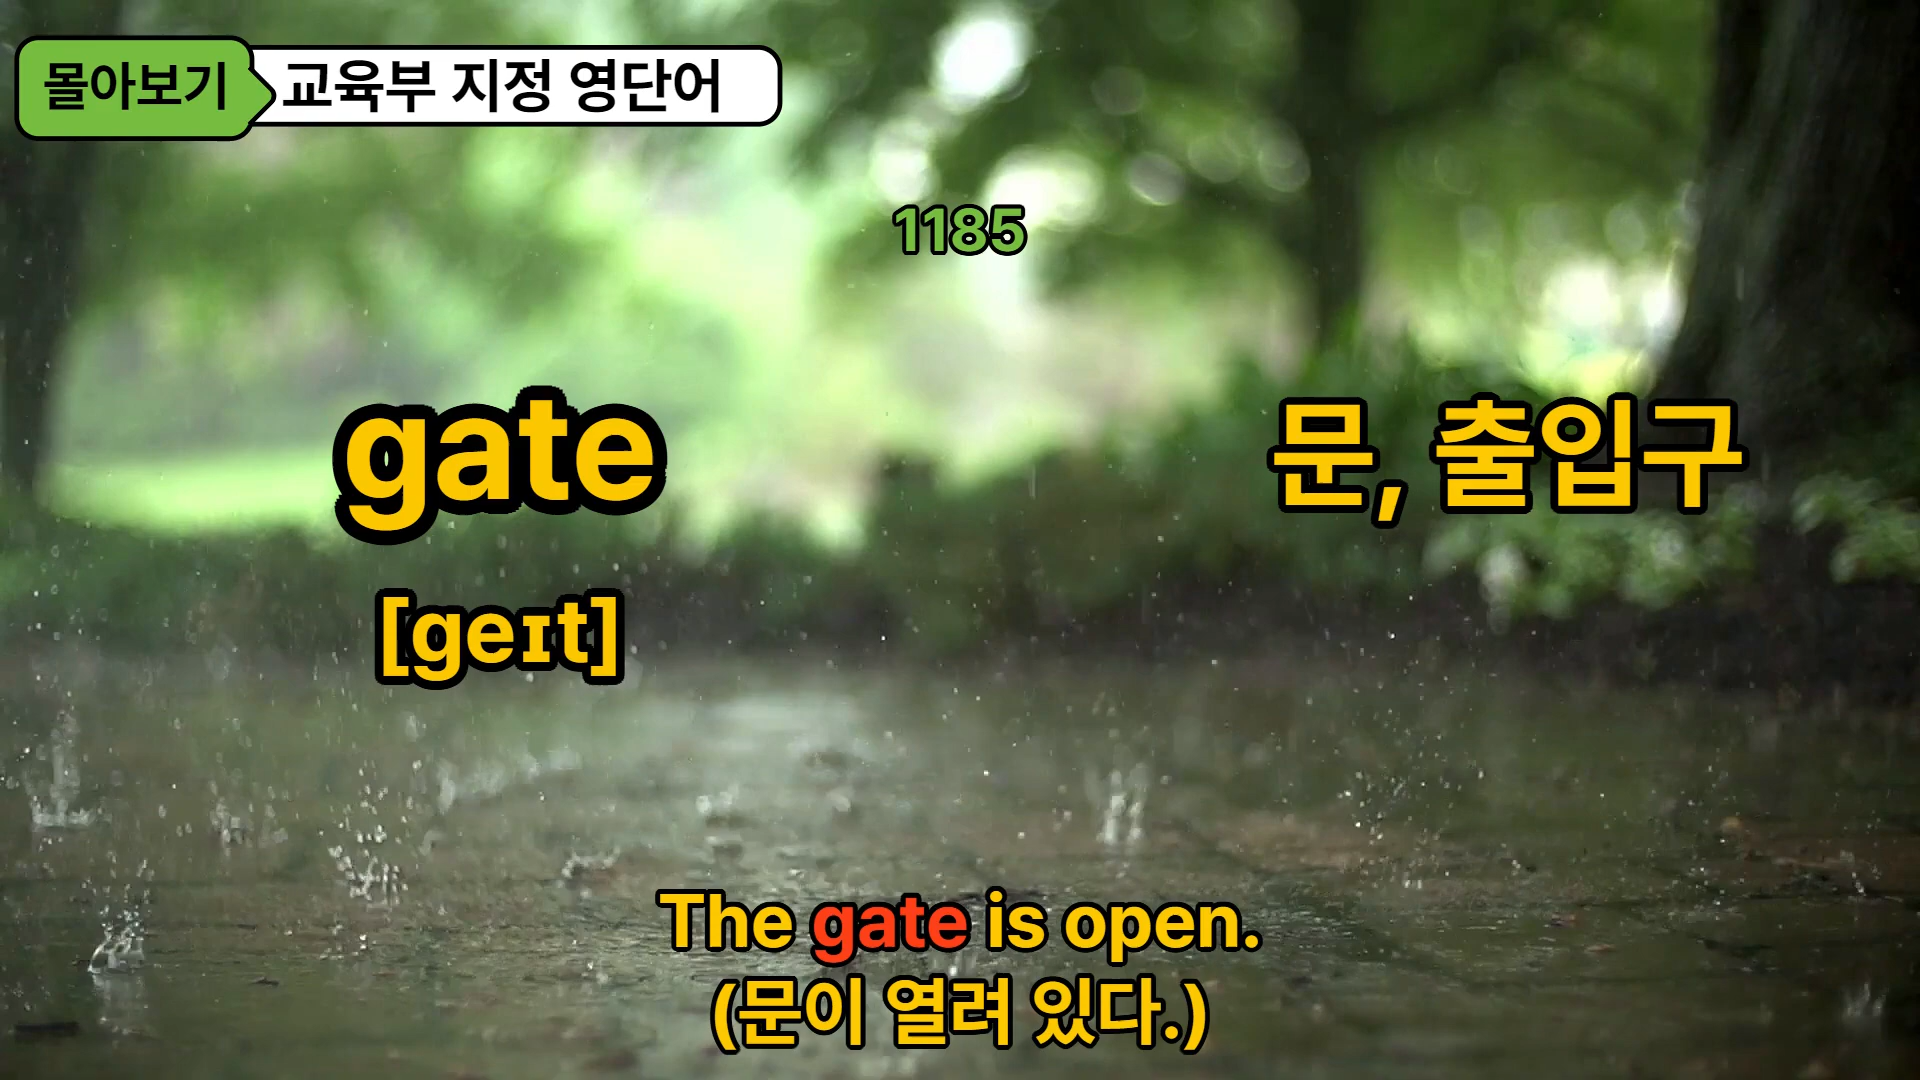 몰아보기 교육부 지정 영단어
1185
gate 문, 출입구
[geɪt]
The gate is open.
(문이 열려 있다.)